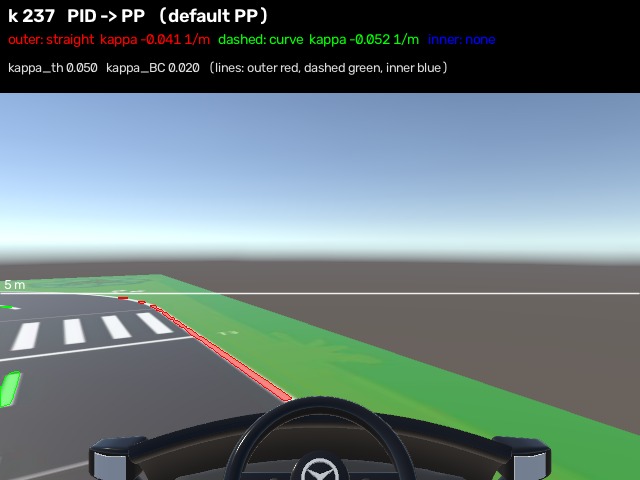 k 237 PID -> PP (default PP)
outer: straight kappa -0.041 1/m dashed: curve kappa -0.052 1/m inner: none
kappa_th 0.050 kappa_BC 0.020 (lines: outer red, dashed green, inner blue)
5 m